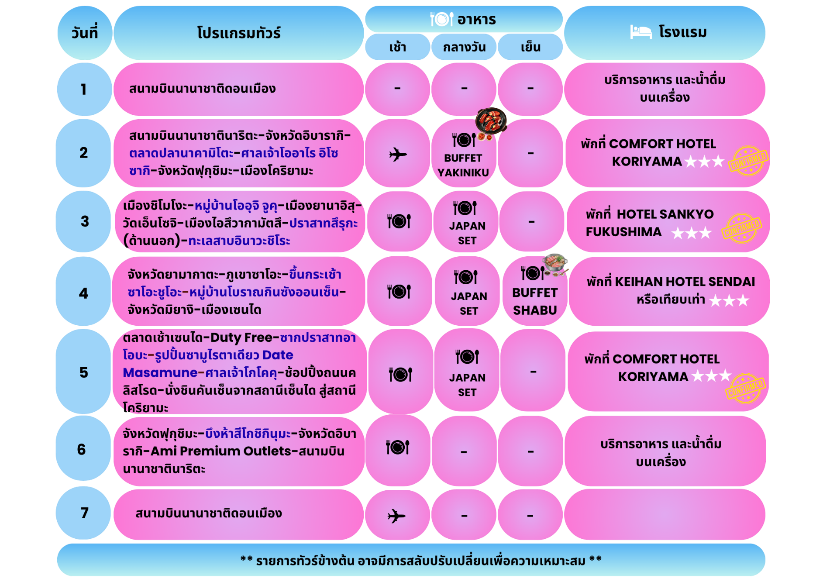 วันที่
โปรแกรมทัวร์
อาหาร
เช้า
กลางวัน
เย็น
โรงแรม
1
สนามบินนานาชาติดอนเมือง
-
-
-
บริการอาหาร และน้ำดื่ม
บนเครื่อง
2
สนามบินนานาชาตินาริตะ-จังหวัดอิบารากิ-
ตลาดปลานาคามิโตะ-ศาลเจ้าโออาไร อิโซ
ซากิ-จังหวัดฟุกุชิมะ-เมืองโคริยามะ
BUFFET
YAKINIKU
-
พักที่ COMFORT HOTEL
KORIYAMA
3
เมืองชิโมโงะ-หมู่บ้านโออุจิ จูคุ-เมืองยานาอิสุ-
วัดเอ็นโซจิ-เมืองไอสึวากามัตสึ-ปราสาทสึรุกะ
(ด้านนอก)-ทะเลสาบอินาวะชิโระ
JAPAN
SET
-
พักที่ HOTEL SANKYO
FUKUSHIMA
4
จังหวัดยามากาตะ-ภูเขาซาโอะ-ขึ้นกระเช้า
ซาโอะซูโอะ-หมู่บ้านโบราณกินซังออนเซ็น-
จังหวัดมิยางิ-เมืองเซนได
JAPAN
SET
BUFFET
SHABU
พักที่ KEIHAN HOTEL SENDAI
หรือเทียบเท่า
5
ตลาดเช้าเซนได-Duty Free-ซากปราสาทอา
โอบะ-รูปปั้นซามูไรตาเดียว Date
Masamune-ศาลเจ้าโกโคคุ-ช้อปปิ้งถนนค
ลิสโรด-นั่งชินคันเซ็นจากสถานีเซ็นได สู่สถานี
โคริยามะ
JAPAN
SET
-
พักที่ COMFORT HOTEL
KORIYAMA
6
จังหวัดฟุกุชิมะ-บึงห้าสีโกชิกินุมะ-จังหวัดอิบา
รากิ-Ami Premium Outlets-สนามบิน
นานาชาตินาริตะ
-
-
บริการอาหาร และน้ำดื่ม
บนเครื่อง
7
สนามบินนานาชาติดอนเมือง
-
-
** รายการทัวร์ข้างต้น อาจมีการสลับปรับเปลี่ยนเพื่อความเหมาะสม **